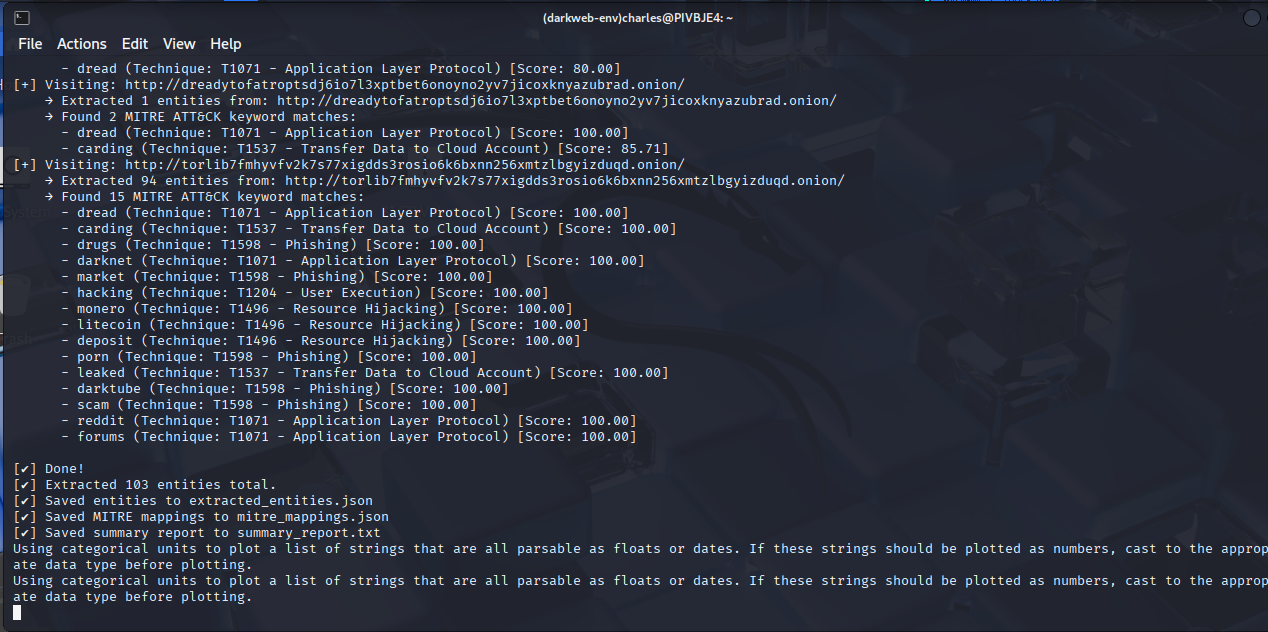 (darkweb-env)charles@PIVBJE4: ~
File Actions Edit View Help
- dread (Technique: T1071 - Application Layer Protocol) [Score: 80.00]
[+] Visiting: http://dreadytofatroptsdj6io7l3xptbet6onoyno2yv7jicoxknyazubrad.onion/
→ Extracted 1 entities from: http://dreadytofatroptsdj6io7l3xptbet6onoyno2yv7jicoxknyazubrad.onion/
→ Found 2 MITRE ATT&CK keyword matches:
- dread (Technique: T1071 - Application Layer Protocol) [Score: 100.00]
- carding (Technique: T1537 - Transfer Data to Cloud Account) [Score: 85.71]
[+] Visiting: http://torlib7fmhyvfv2k7s77xigdds3rosio6k6bxnn256xmtzlbgyizduqd.onion/
→ Extracted 94 entities from: http://torlib7fmhyvfv2k7s77xigdds3rosio6k6bxnn256xmtzlbgyizduqd.onion/
→ Found 15 MITRE ATT&CK keyword matches:
- dread (Technique: T1071 - Application Layer Protocol) [Score: 100.00]
- carding (Technique: T1537 - Transfer Data to Cloud Account) [Score: 100.00]
- drugs (Technique: T1598 - Phishing) [Score: 100.00]
- darknet (Technique: T1071 - Application Layer Protocol) [Score: 100.00]
- market (Technique: T1598 - Phishing) [Score: 100.00]
- hacking (Technique: T1204 - User Execution) [Score: 100.00]
- monero (Technique: T1496 - Resource Hijacking) [Score: 100.00]
- litecoin (Technique: T1496 - Resource Hijacking) [Score: 100.00]
- deposit (Technique: T1496 - Resource Hijacking) [Score: 100.00]
- porn (Technique: T1598 - Phishing) [Score: 100.00]
- leaked (Technique: T1537 - Transfer Data to Cloud Account) [Score: 100.00]
- darktube (Technique: T1598 - Phishing) [Score: 100.00]
- scam (Technique: T1598 - Phishing) [Score: 100.00]
- reddit (Technique: T1071 - Application Layer Protocol) [Score: 100.00]
- forums (Technique: T1071 - Application Layer Protocol) [Score: 100.00]
[✔] Done!
[✔] Extracted 103 entities total.
[✔] Saved entities to extracted_entities.json
[✔] Saved MITRE mappings to mitre_mappings.json
[✔] Saved summary report to summary_report.txt
Using categorical units to plot a list of strings that are all parsable as floats or dates. If these strings should be plotted as numbers, cast to the approp
ate data type before plotting.
Using categorical units to plot a list of strings that are all parsable as floats or dates. If these strings should be plotted as numbers, cast to the approp
ate data type before plotting.